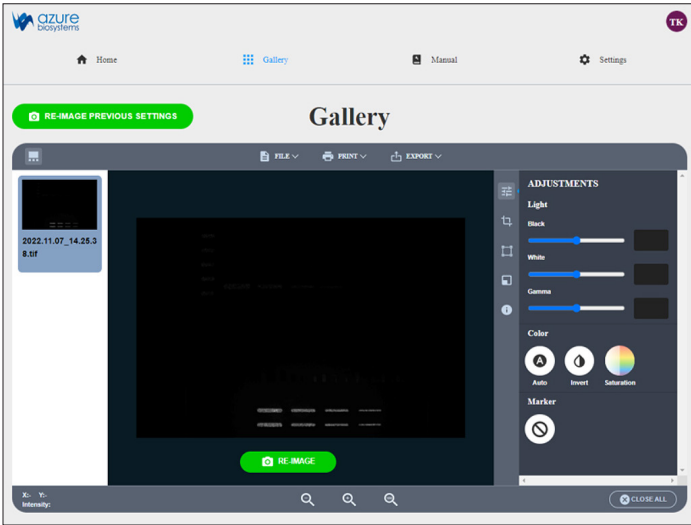 azure
biosystems
TK
Home
Gallery
Manual
Settings
RE-IMAGE PREVIOUS SETTINGS
Gallery
FILE
PRINT
EXPORT
2022.11.07_14.25.3
8.tif
ADJUSTMENTS
Light
Black
White
Gamma
Color
A
Auto
Invert
Saturation
Marker
RE-IMAGE
X:- Y:-
Intensity:
CLOSE ALL